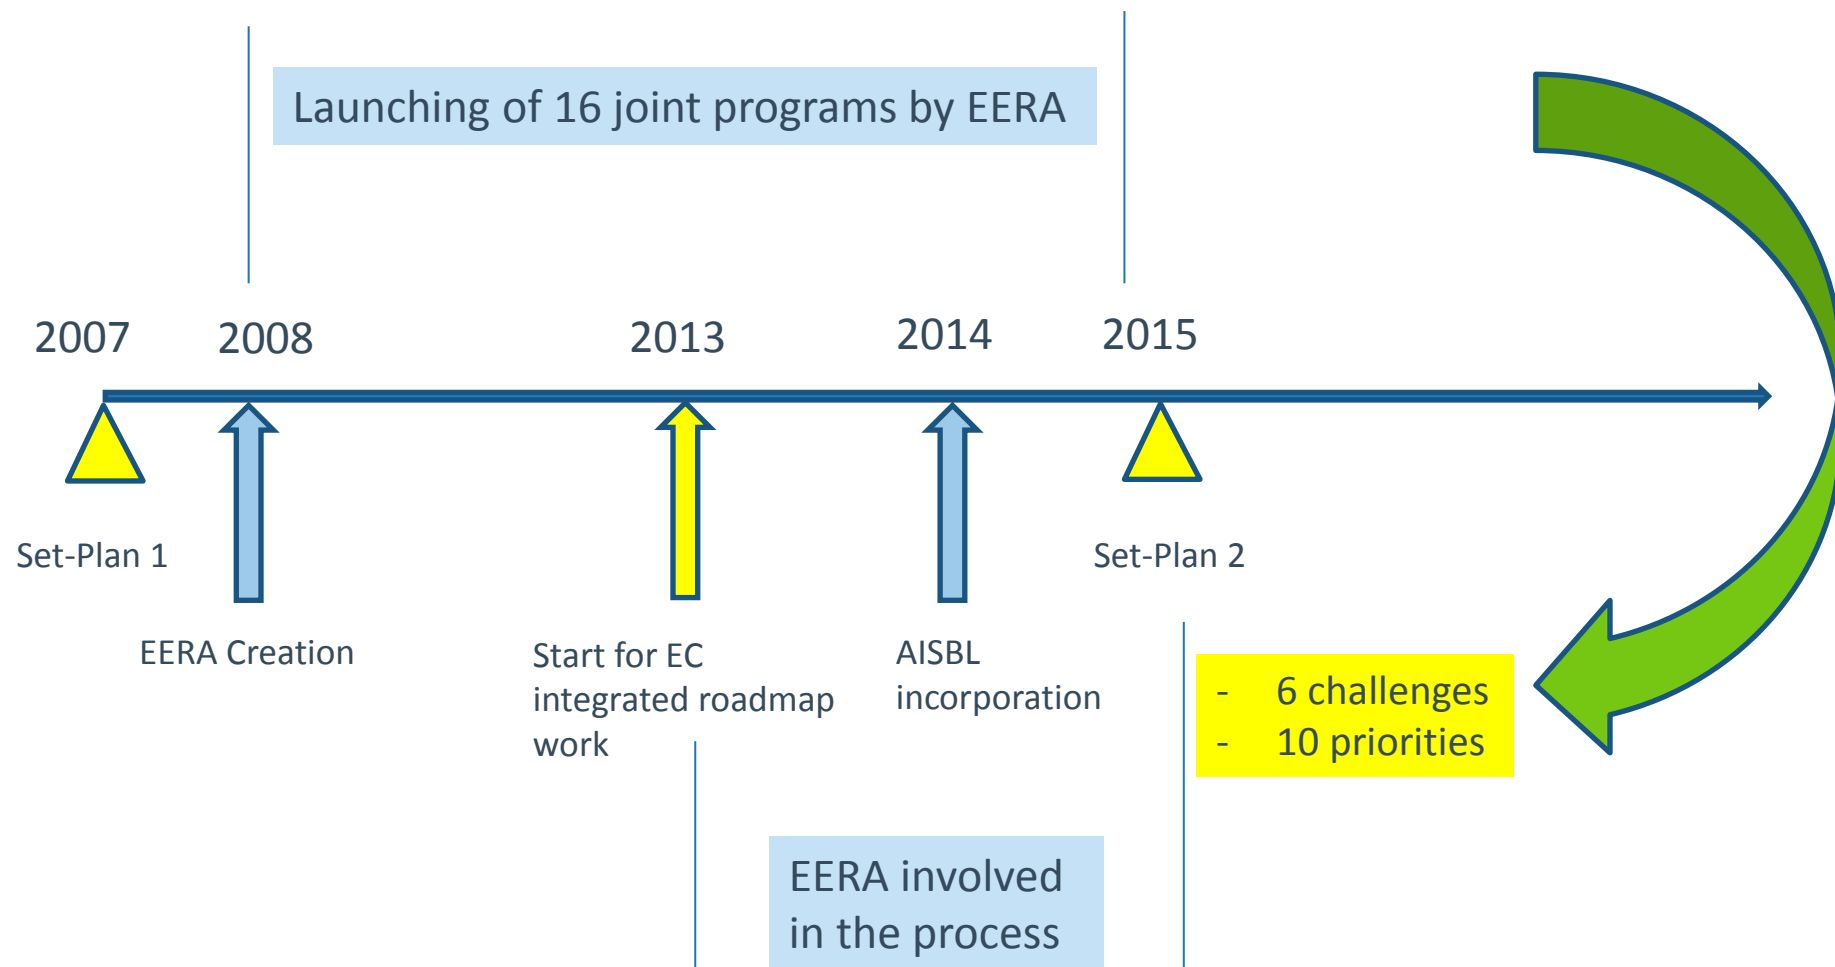 Launching of 16 joint programs by EERA
2007
2008
2013
2014
2015
Set-Plan 1
Set-Plan 2
EERA Creation
Start for EC
integrated roadmap
work
AISBL
incorporation
- 6 challenges
- 10 priorities
EERA involved
in the process